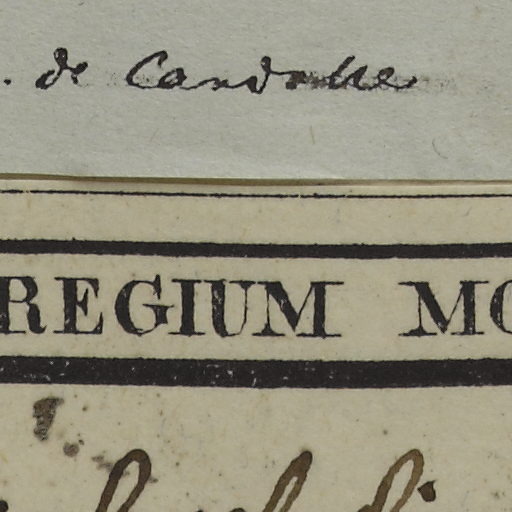 . de Candolle
REGIUM MO